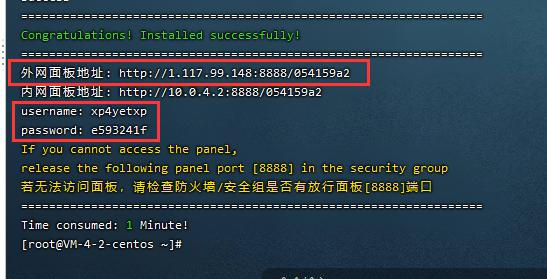 ==================================================================
Congratulations! Installed successfully!
==================================================================
外网面板地址: http://1.117.99.148:8888/054159a2
内网面板地址: http://10.0.4.2:8888/054159a2
username: xp4yetxp
password: e593241f
If you cannot access the panel,
release the following panel port [8888] in the security group
若无法访问面板，请检查防火墙/安全组是否有放行面板[8888]端口
==================================================================
Time consumed: 1 Minute!
[root@VM-4-2-centos ~]#